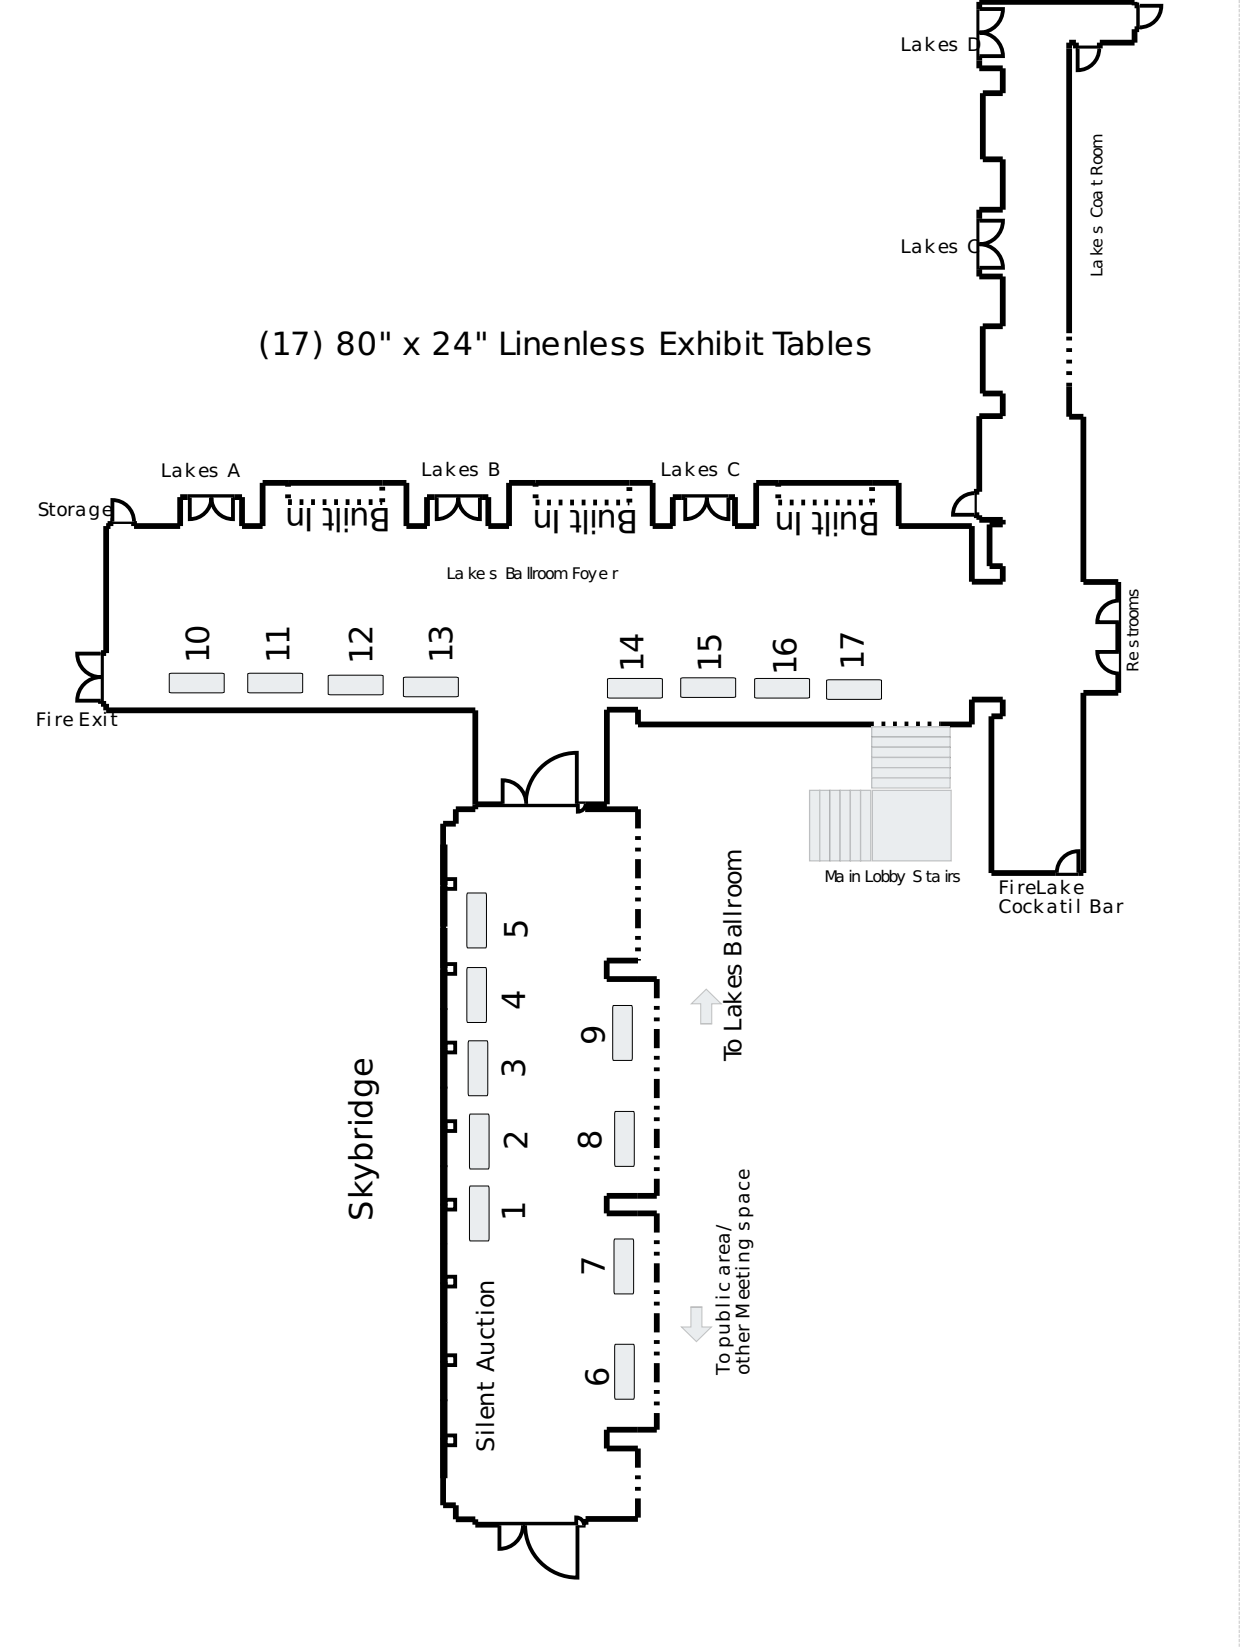 Lakes D
Lakes Coat Room
Lakes C
(17) 80" x 24" Linenless Exhibit Tables
Lakes A
Lakes B
Lakes C
Storage
Built In
Built In
Built In
Lakes Ballroom Foyer
10
11
12
13
14
15
16
17
Restrooms
Fire Exit
Main Lobby Stairs
FireLake
Cockatil Bar
5
4
3
2
1
9
8
7
6
To Lakes Ballroom
Skybridge
To public area/
other Meeting space
Silent Auction